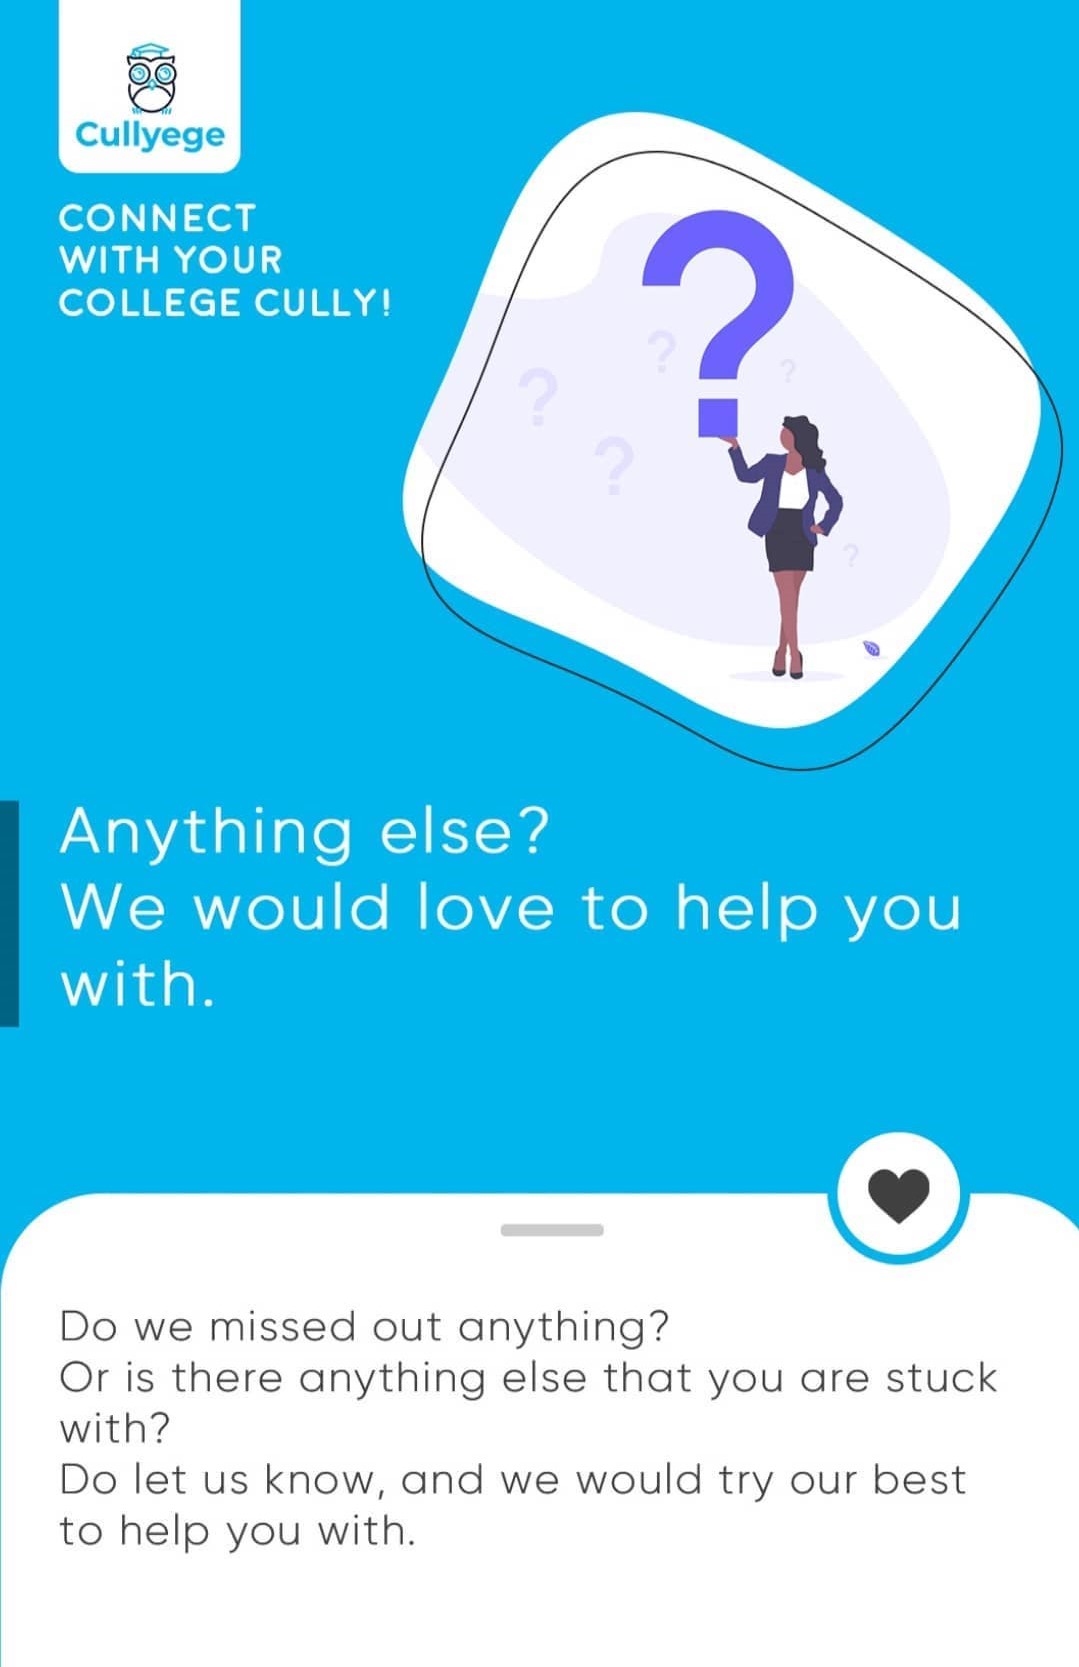 Cullyege
CONNECT
WITH YOUR
COLLEGE CULLY!
?
?
?
?
?
?
Anything else?
We would love to help you
with.
Do we missed out anything?
Or is there anything else that you are stuck
with?
Do let us know, and we would try our best
to help you with.